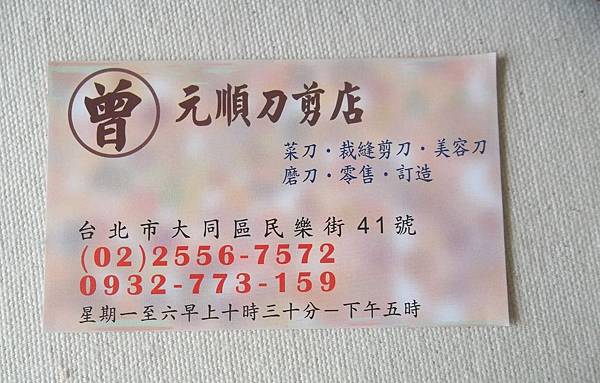 曾 元順刀剪店
菜刀・裁縫剪刀・美容刀
磨刀・零售・訂造
台北市大同區民樂街41號
(02)2556-7572
0932-773-159
星期一至六早上十時三十分－下午五時